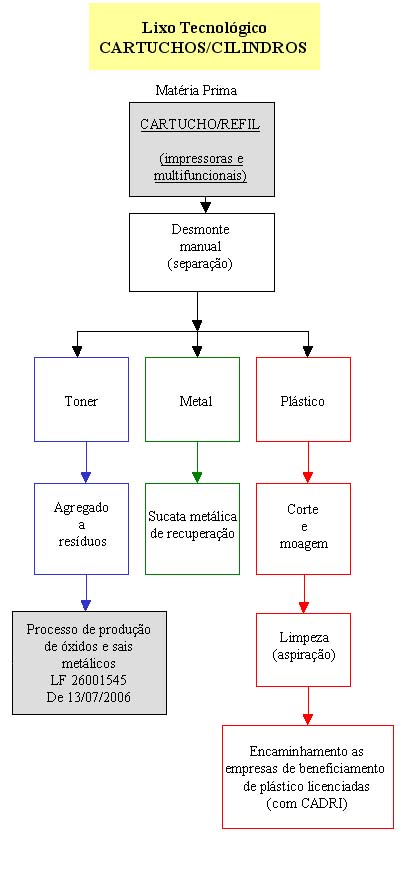 Lixo Tecnológico
CARTUCHOS/CILINDROS
Matéria Prima
CARTUCHO/REFIL
(impressoras e
multifuncionais)
Desmonte
manual
(separação)
Toner
Metal
Plástico
Agregado
a
resíduos
Sucata metálica
de recuperação
Corte
e
moagem
Processo de produção
de óxidos e sais
metálicos
LF 26001545
De 13/07/2006
Limpeza
(aspiração)
Encaminhamento as
empresas de beneficiamento
de plástico licenciadas
(com CADRI)